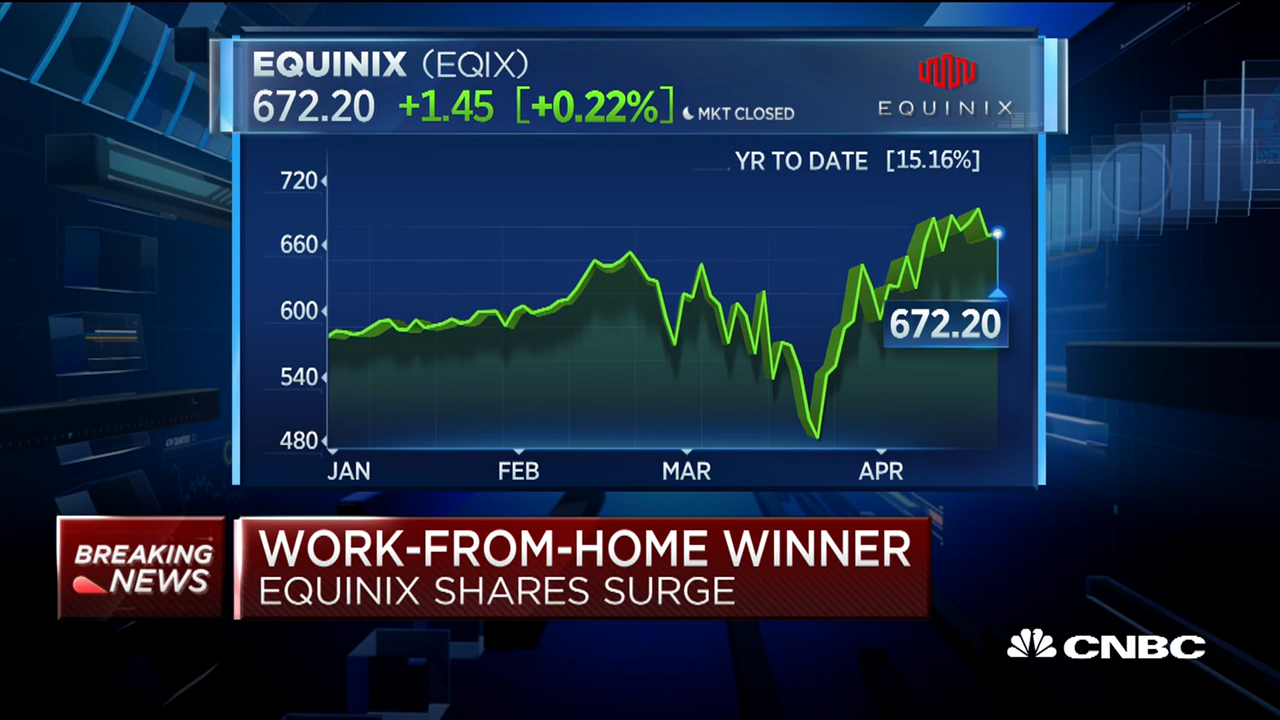 EQUINIX (EQIX)
672.20 +1.45 [+0.22%] MKT CLOSED
EQUINIX
YR TO DATE [15.16%]
720
660
600
540
480
672.20
JAN FEB MAR APR
BREAKING NEWS
WORK-FROM-HOME WINNER
EQUINIX SHARES SURGE
CNBC